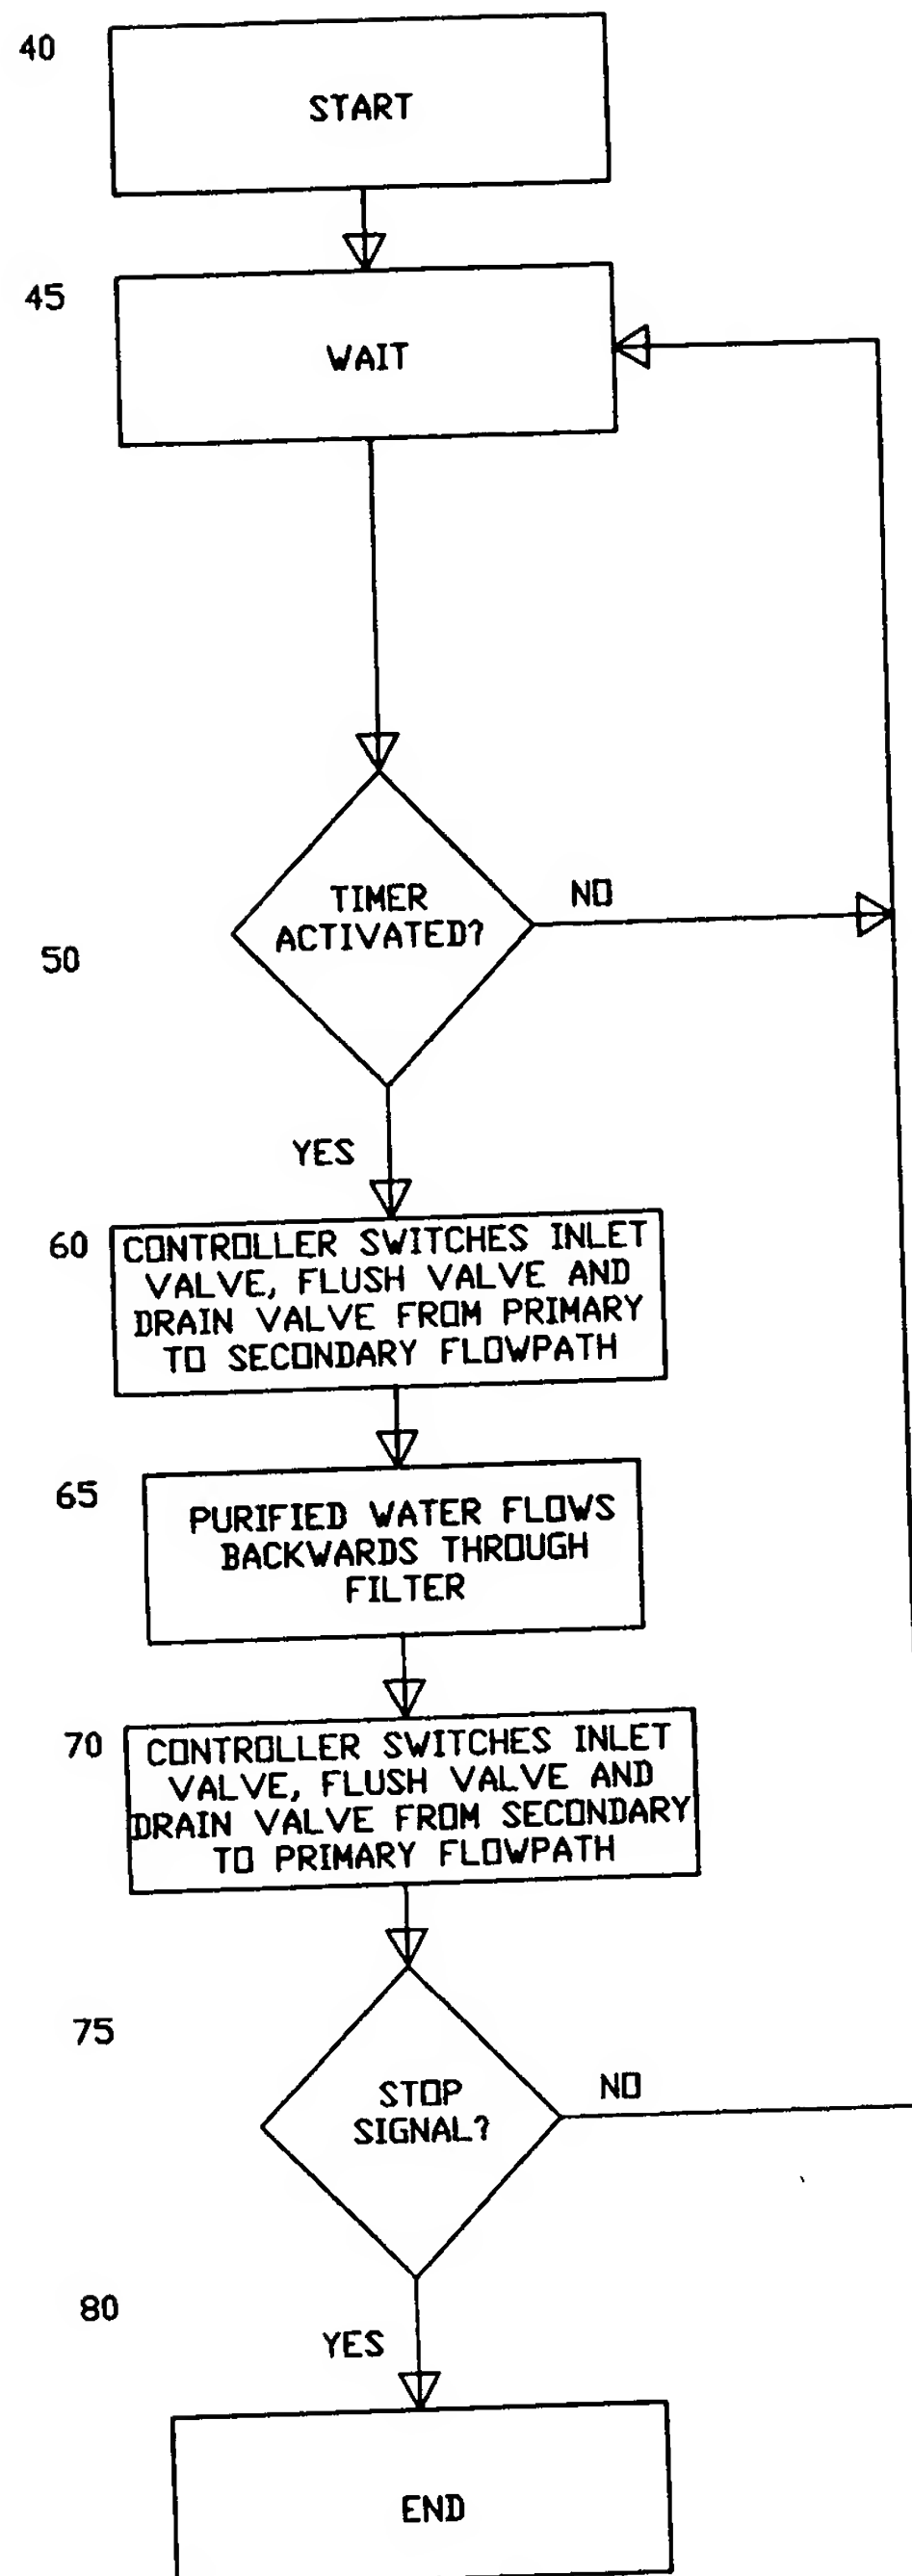 40
START
45
WAIT
TIMER
ACTIVATED?
NO
50
YES
60
CONTROLLER SWITCHES INLET
VALVE, FLUSH VALVE AND
DRAIN VALVE FROM PRIMARY
TO SECONDARY FLOWPATH
65
PURIFIED WATER FLOWS
BACKWARDS THROUGH
FILTER
70
CONTROLLER SWITCHES INLET
VALVE, FLUSH VALVE AND
DRAIN VALVE FROM SECONDARY
TO PRIMARY FLOWPATH
75
STOP
SIGNAL?
NO
80
YES
END